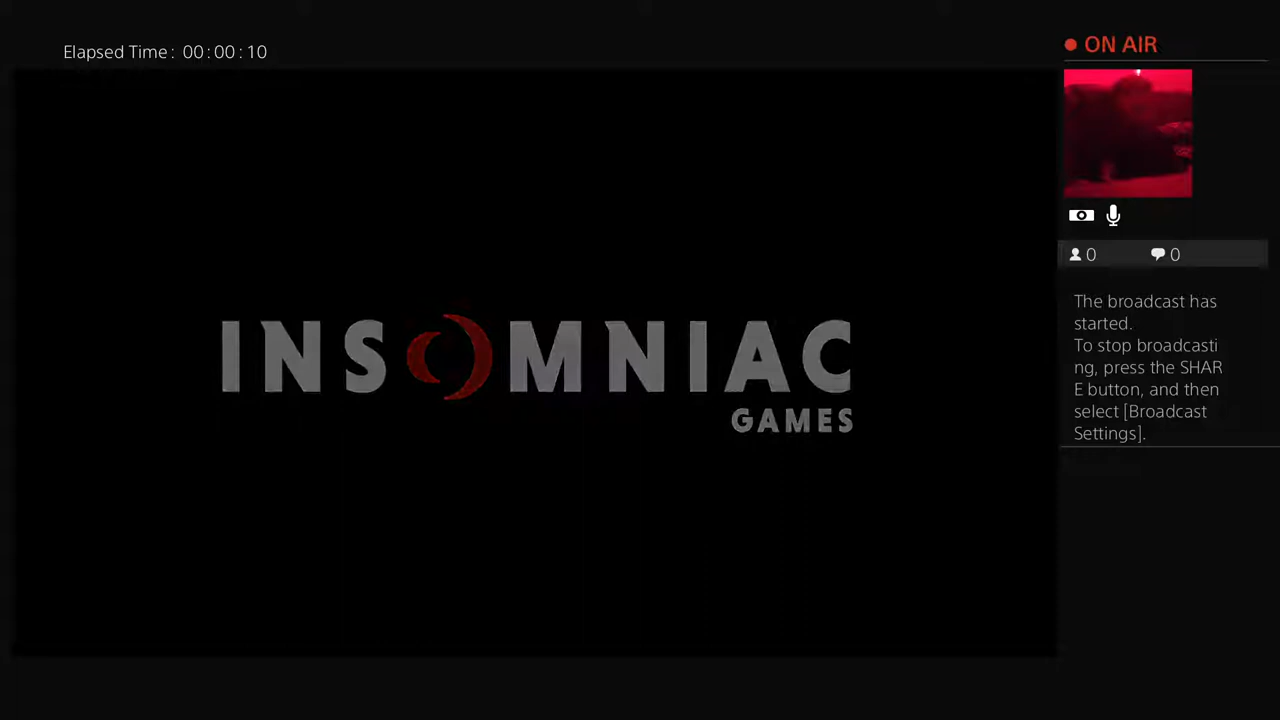 Elapsed Time: 00:00:10
ON AIR
INSOMNIAC
GAMES
0 0
The broadcast has
started.
To stop broadcasti
ng, press the SHAR
E button, and then
select [Broadcast
Settings].